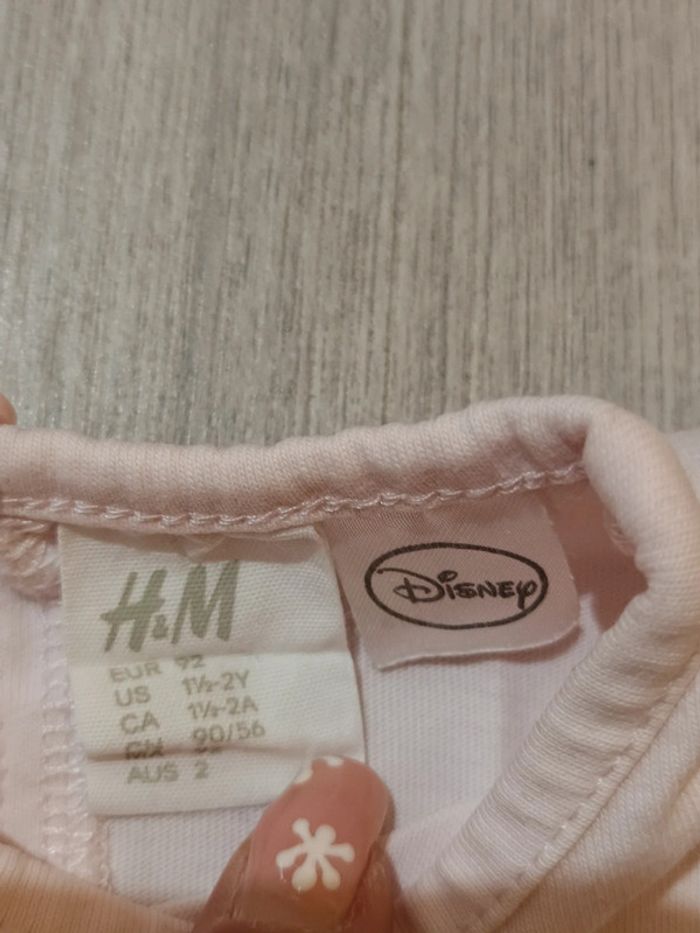 H&M
EUR 92
US 1½-2Y
CA 1½-2A
CN 90/56
AUS 2
Disney